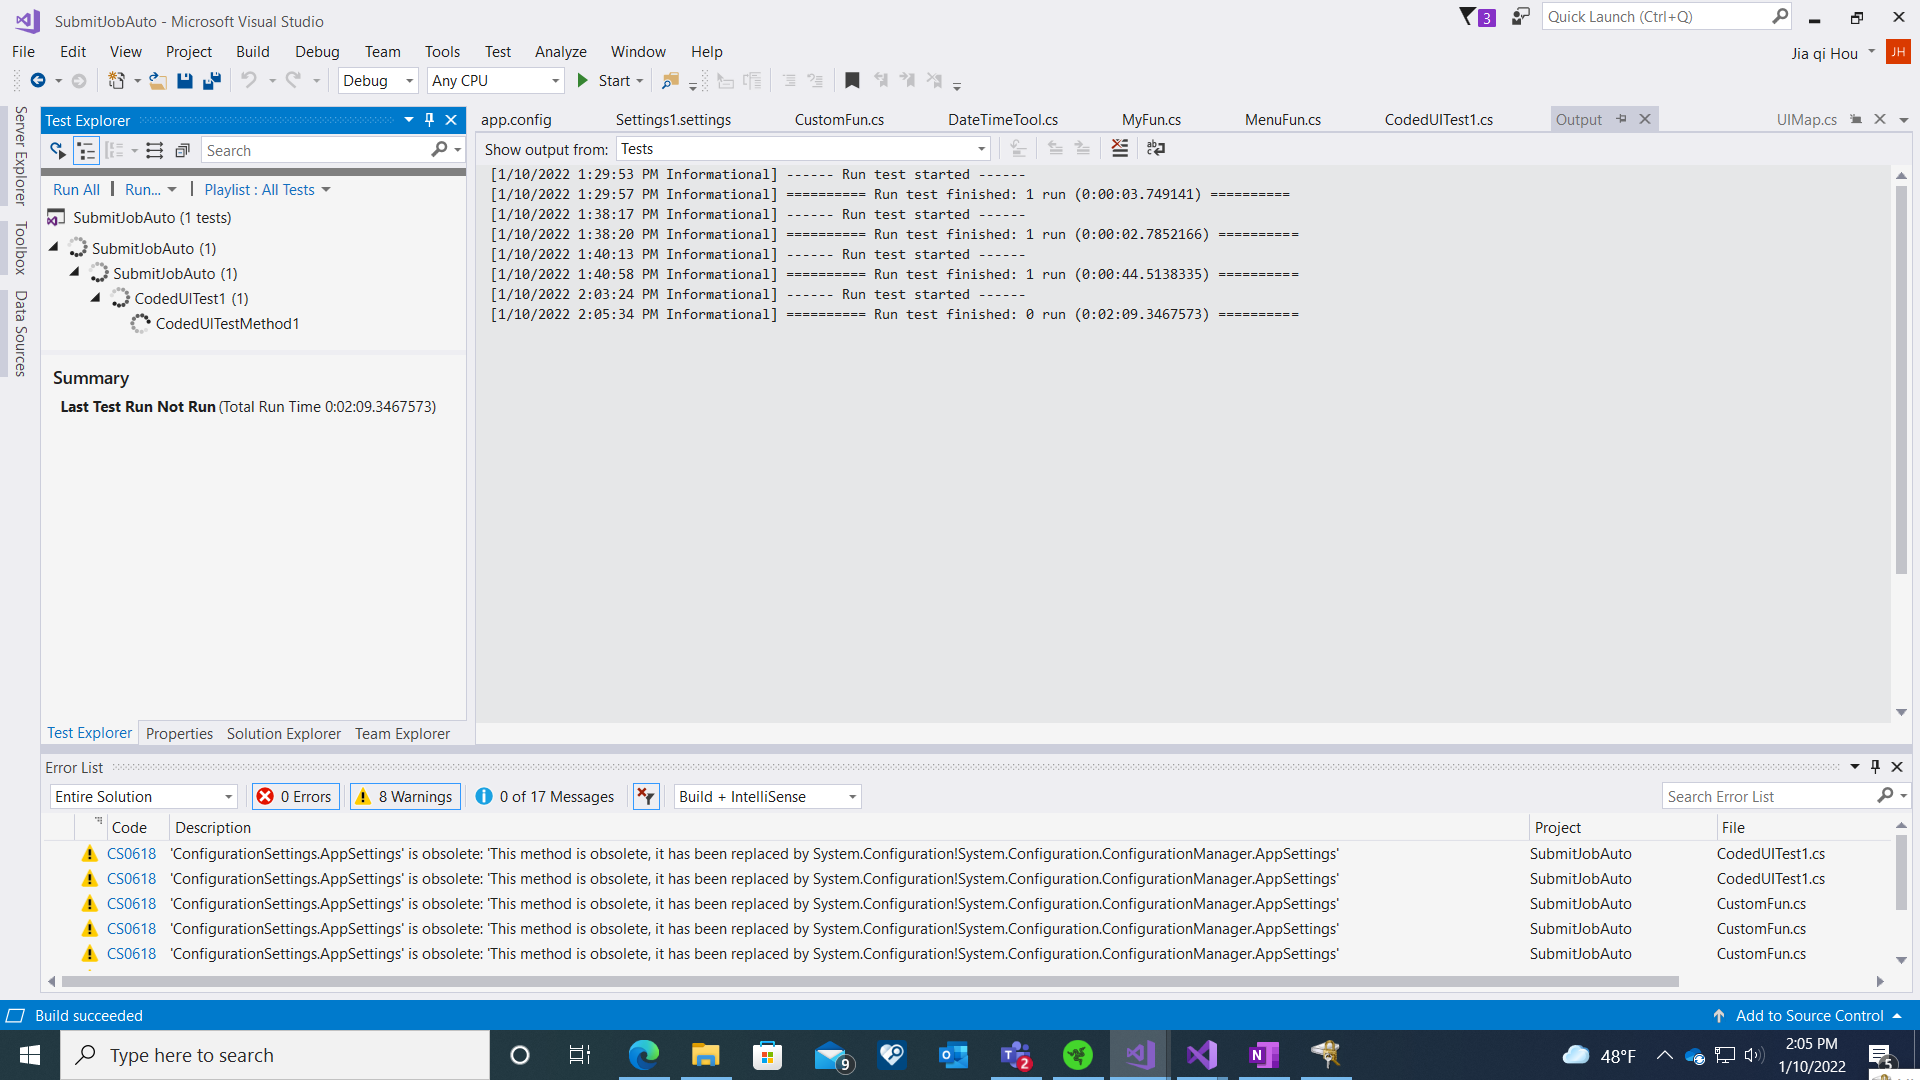 SubmitJobAuto - Microsoft Visual Studio
3
Quick Launch (Ctrl+Q)
File Edit View Project Build Debug Team Tools Test Analyze Window Help
Jia qi Hou JH
Debug Any CPU Start
Server Explorer
Toolbox
Data Sources
Test Explorer
Search
Run All | Run... | Playlist : All Tests
SubmitJobAuto (1 tests)
SubmitJobAuto (1)
SubmitJobAuto (1)
CodedUITest1 (1)
CodedUITestMethod1
Summary
Last Test Run Not Run (Total Run Time 0:02:09.3467573)
Test Explorer Properties Solution Explorer Team Explorer
app.config Settings1.settings CustomFun.cs DateTimeTool.cs MyFun.cs MenuFun.cs CodedUITest1.cs Output UIMap.cs
Show output from: Tests
[1/10/2022 1:29:53 PM Informational] ------ Run test started ------
[1/10/2022 1:29:57 PM Informational] ========== Run test finished: 1 run (0:00:03.749141) ==========
[1/10/2022 1:38:17 PM Informational] ------ Run test started ------
[1/10/2022 1:38:20 PM Informational] ========== Run test finished: 1 run (0:00:02.7852166) ==========
[1/10/2022 1:40:13 PM Informational] ------ Run test started ------
[1/10/2022 1:40:58 PM Informational] ========== Run test finished: 1 run (0:00:44.5138335) ==========
[1/10/2022 2:03:24 PM Informational] ------ Run test started ------
[1/10/2022 2:05:34 PM Informational] ========== Run test finished: 0 run (0:02:09.3467573) ==========
Error List
Entire Solution 0 Errors 8 Warnings 0 of 17 Messages Build + IntelliSense Search Error List
Code Description Project File
CS0618 'ConfigurationSettings.AppSettings' is obsolete: 'This method is obsolete, it has been replaced by System.Configuration!System.Configuration.ConfigurationManager.AppSettings' SubmitJobAuto CodedUITest1.cs
CS0618 'ConfigurationSettings.AppSettings' is obsolete: 'This method is obsolete, it has been replaced by System.Configuration!System.Configuration.ConfigurationManager.AppSettings' SubmitJobAuto CodedUITest1.cs
CS0618 'ConfigurationSettings.AppSettings' is obsolete: 'This method is obsolete, it has been replaced by System.Configuration!System.Configuration.ConfigurationManager.AppSettings' SubmitJobAuto CustomFun.cs
CS0618 'ConfigurationSettings.AppSettings' is obsolete: 'This method is obsolete, it has been replaced by System.Configuration!System.Configuration.ConfigurationManager.AppSettings' SubmitJobAuto CustomFun.cs
CS0618 'ConfigurationSettings.AppSettings' is obsolete: 'This method is obsolete, it has been replaced by System.Configuration!System.Configuration.ConfigurationManager.AppSettings' SubmitJobAuto CustomFun.cs
Build succeeded
Add to Source Control
Type here to search
9
2
48°F
2:05 PM
1/10/2022
5